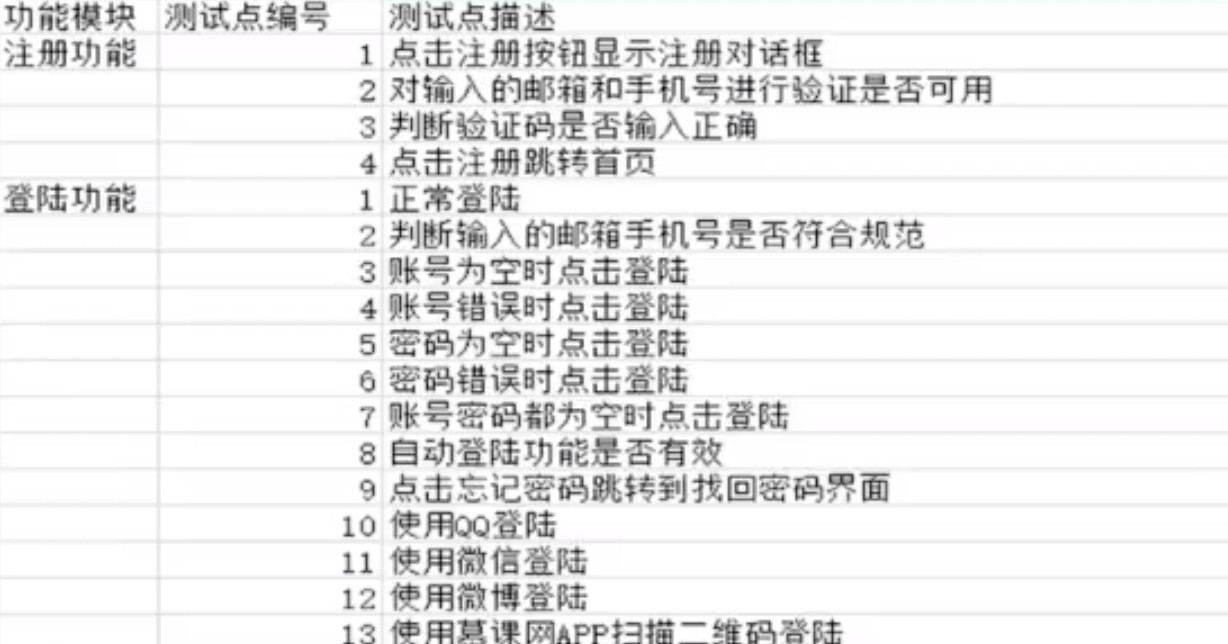 功能模块 测试点编号 测试点描述
注册功能 1 点击注册按钮显示注册对话框
2 对输入的邮箱和手机号进行验证是否可用
3 判断验证码是否输入正确
4 点击注册跳转首页
登陆功能 1 正常登陆
2 判断输入的邮箱手机号是否符合规范
3 账号为空时点击登陆
4 账号错误时点击登陆
5 密码为空时点击登陆
6 密码错误时点击登陆
7 账号密码都为空时点击登陆
8 自动登陆功能是否有效
9 点击忘记密码跳转到找回密码界面
10 使用QQ登陆
11 使用微信登陆
12 使用微博登陆
13 使用慕课网APP扫描二维码登陆